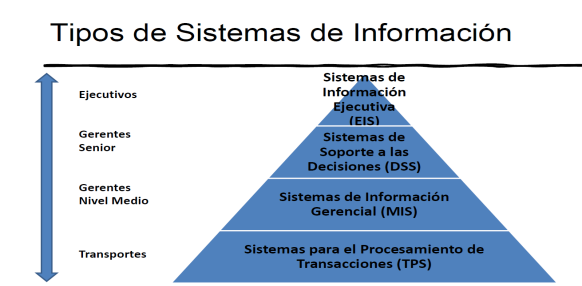 Tipos de Sistemas de Información
Ejecutivos
Sistemas de
Información
Ejecutiva
(EIS)
Gerentes
Senior
Sistemas de
Soporte a las
Decisiones (DSS)
Gerentes
Nivel Medio
Sistemas de Información
Gerencial (MIS)
Transportes
Sistemas para el Procesamiento de
Transacciones (TPS)